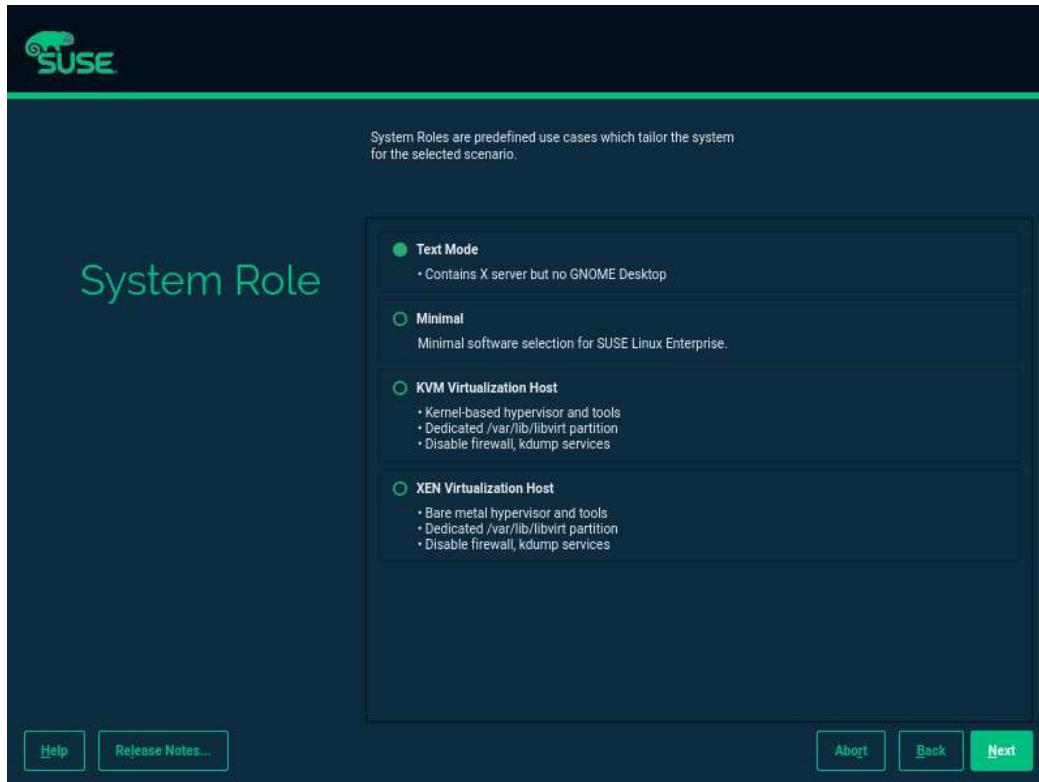 SUSE
System Roles are predefined use cases which tailor the system
for the selected scenario.
System Role
Text Mode
• Contains X server but no GNOME Desktop
Minimal
Minimal software selection for SUSE Linux Enterprise.
KVM Virtualization Host
• Kernel-based hypervisor and tools
• Dedicated /var/lib/libvirt partition
• Disable firewall, kdump services
XEN Virtualization Host
• Bare metal hypervisor and tools
• Dedicated /var/lib/libvirt partition
• Disable firewall, kdump services
Help Release Notes... Abort Back Next